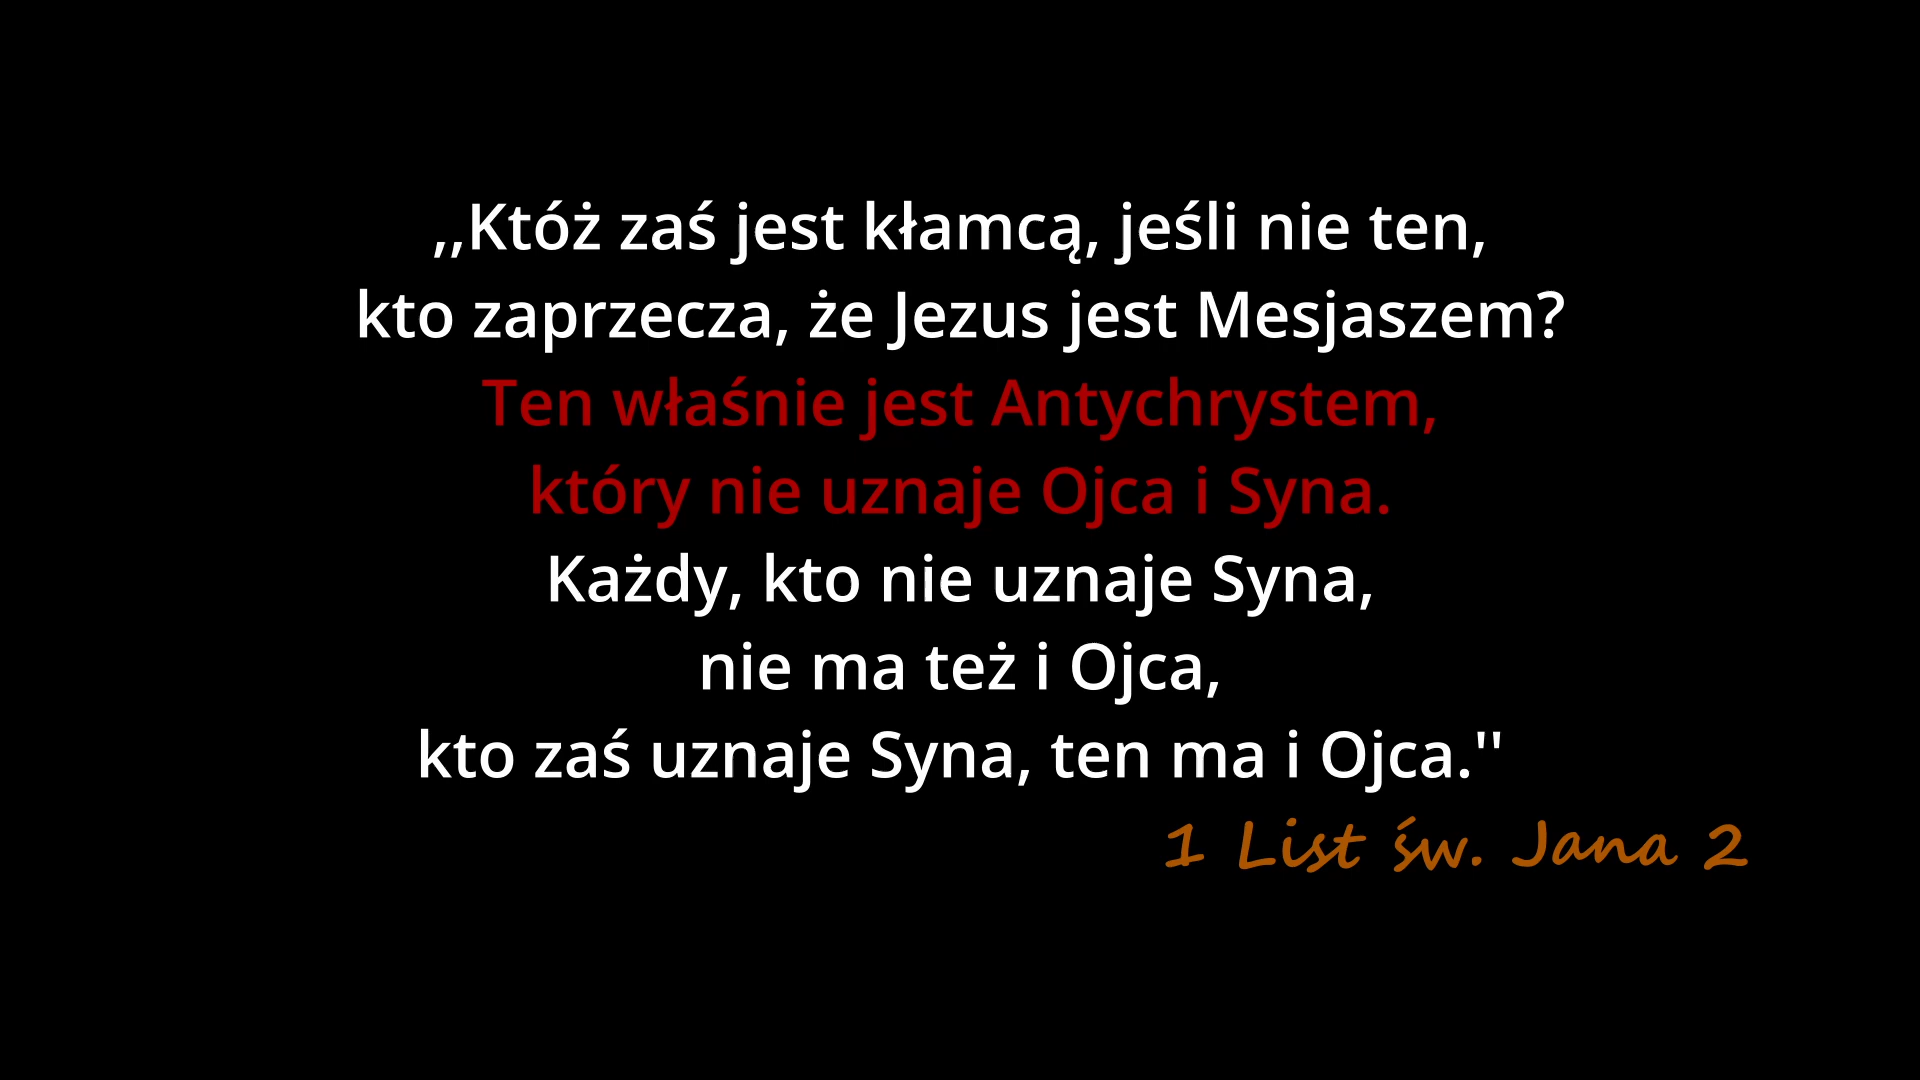 ,,Któż zaś jest kłamcą, jeśli nie ten,
kto zaprzecza, że Jezus jest Mesjaszem?
Ten właśnie jest Antychrystem,
który nie uznaje Ojca i Syna.
Każdy, kto nie uznaje Syna,
nie ma też i Ojca,
kto zaś uznaje Syna, ten ma i Ojca.''
1 List św. Jana 2